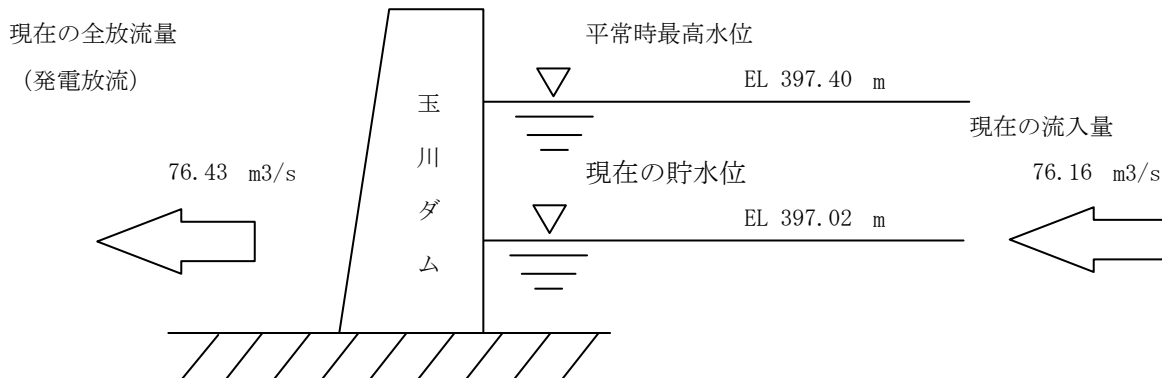 現在の全放流量
（発電放流）
76.43 m3/s
玉川ダム
平常時最高水位
EL 397.40 m
現在の貯水位
EL 397.02 m
現在の流入量
76.16 m3/s